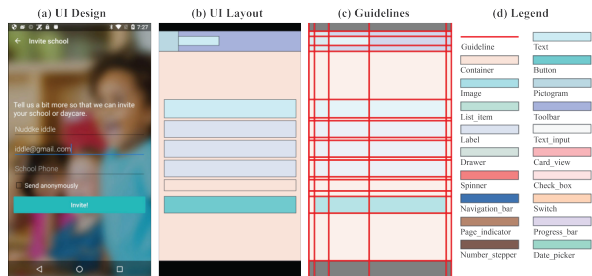 (a) UI Design
(b) UI Layout
(c) Guidelines
(d) Legend
7:27
Invite school
Tell us a bit more so that we can invite
your school or daycare.
Nuddke iddle
iddle@gmail.com
School Phone
Send anonymously
Invite!
Guideline
Text
Container
Button
Image
Pictogram
List_item
Toolbar
Label
Text_input
Drawer
Card_view
Spinner
Check_box
Navigation_bar
Switch
Page_indicator
Progress_bar
Number_stepper
Date_picker